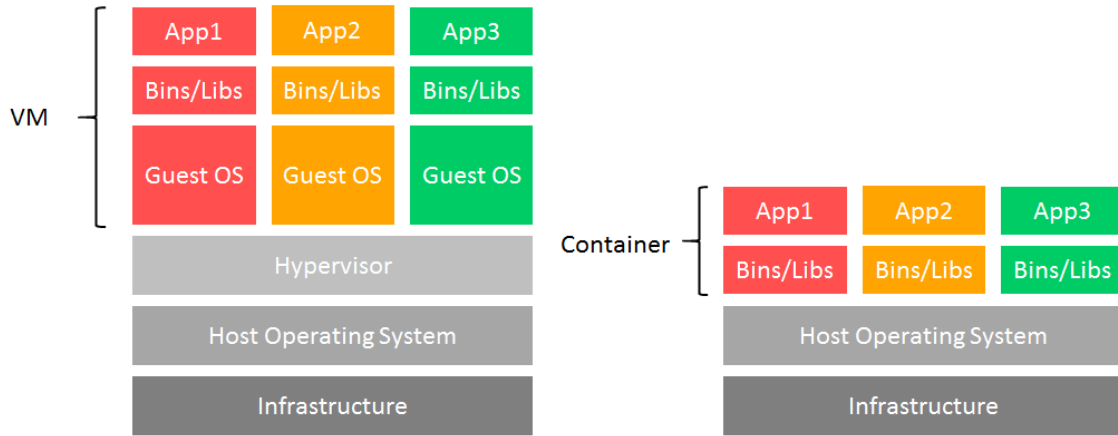 VM
App1 App2 App3
Bins/Libs Bins/Libs Bins/Libs
Guest OS Guest OS Guest OS
Hypervisor
Host Operating System
Infrastructure
Container
App1 App2 App3
Bins/Libs Bins/Libs Bins/Libs
Host Operating System
Infrastructure